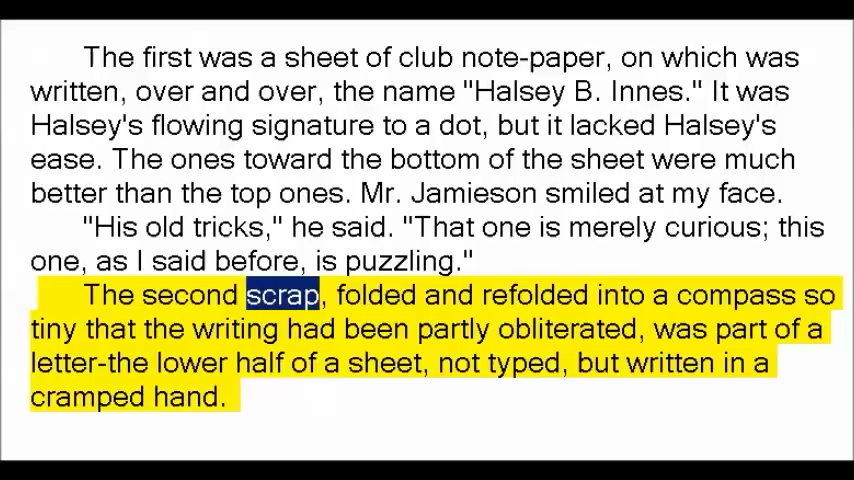 The first was a sheet of club note-paper, on which was
written, over and over, the name "Halsey B. Innes." It was
Halsey's flowing signature to a dot, but it lacked Halsey's
ease. The ones toward the bottom of the sheet were much
better than the top ones. Mr. Jamieson smiled at my face.
"His old tricks," he said. "That one is merely curious; this
one, as I said before, is puzzling."
The second scrap, folded and refolded into a compass so
tiny that the writing had been partly obliterated, was part of a
letter-the lower half of a sheet, not typed, but written in a
cramped hand.